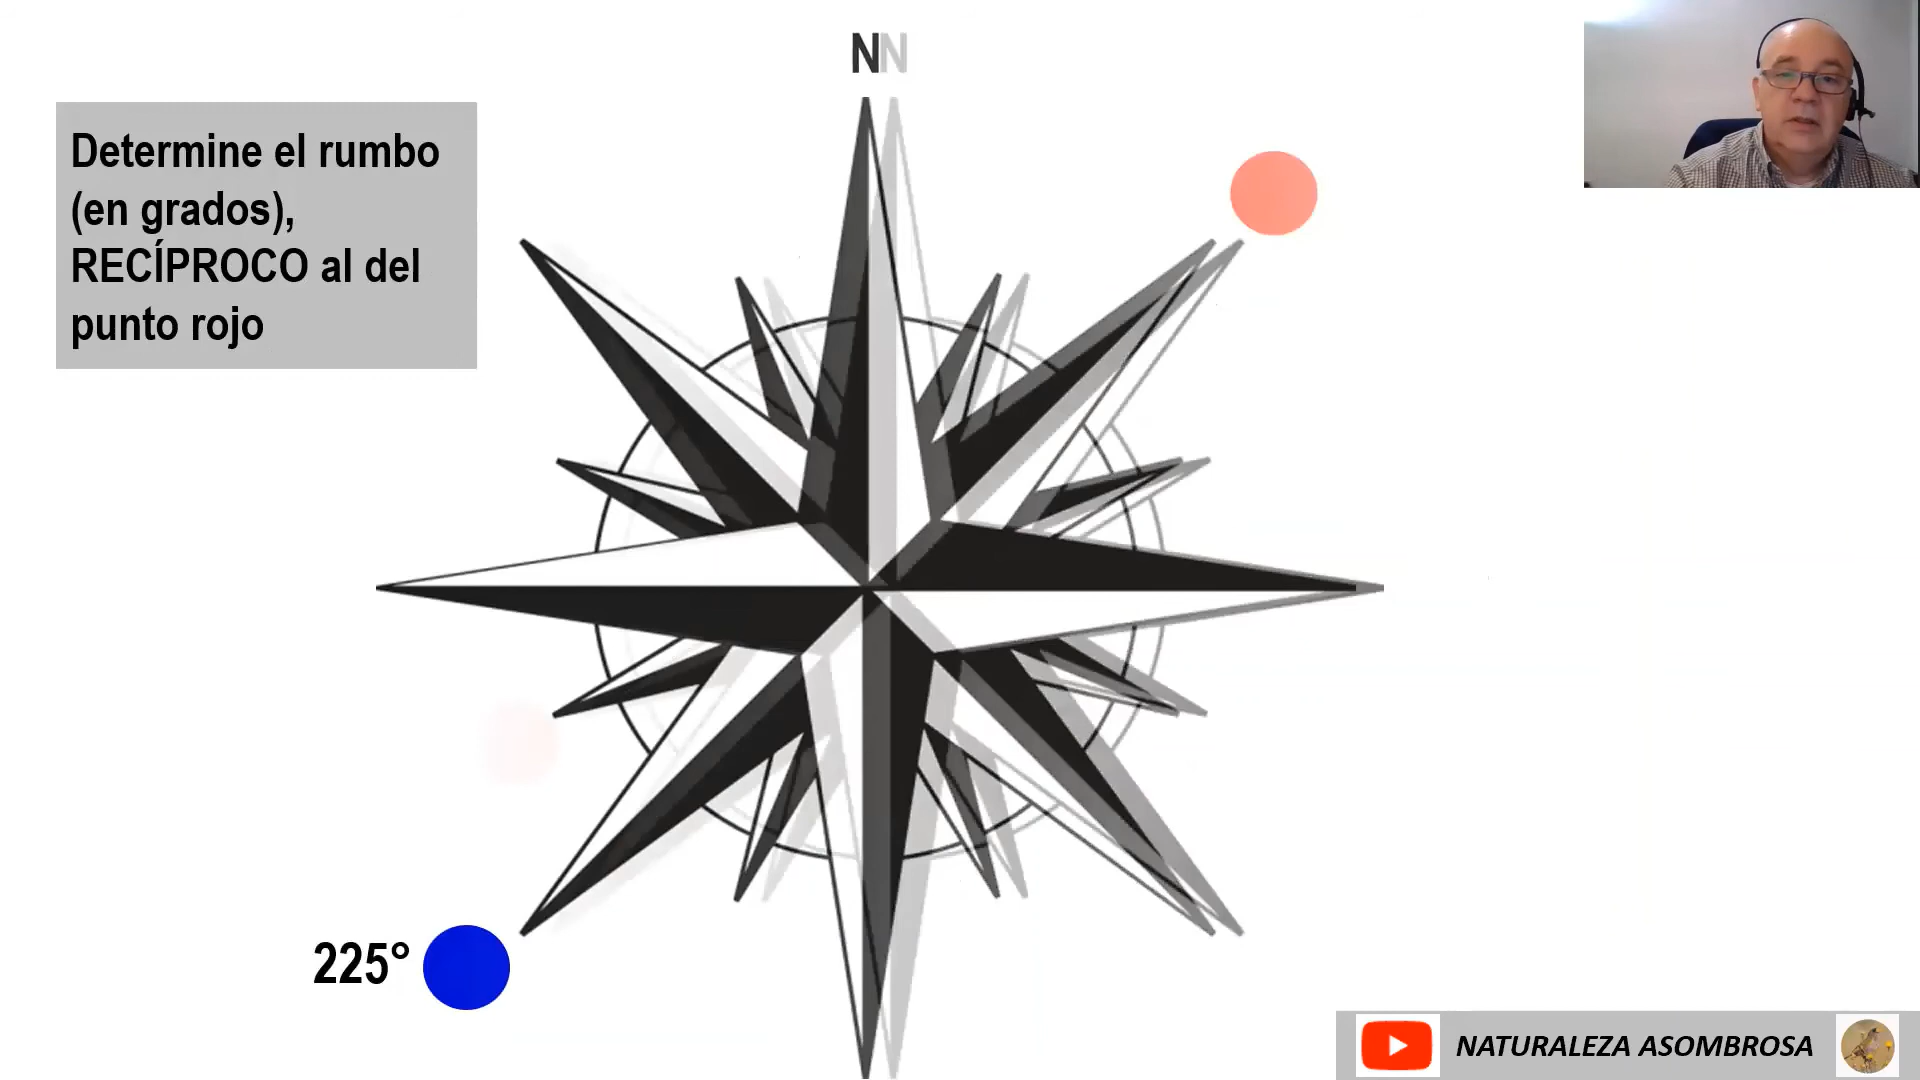 NN
Determine el rumbo
(en grados),
RECÍPROCO al del
punto rojo
225°
NATURALEZA ASOMBROSA